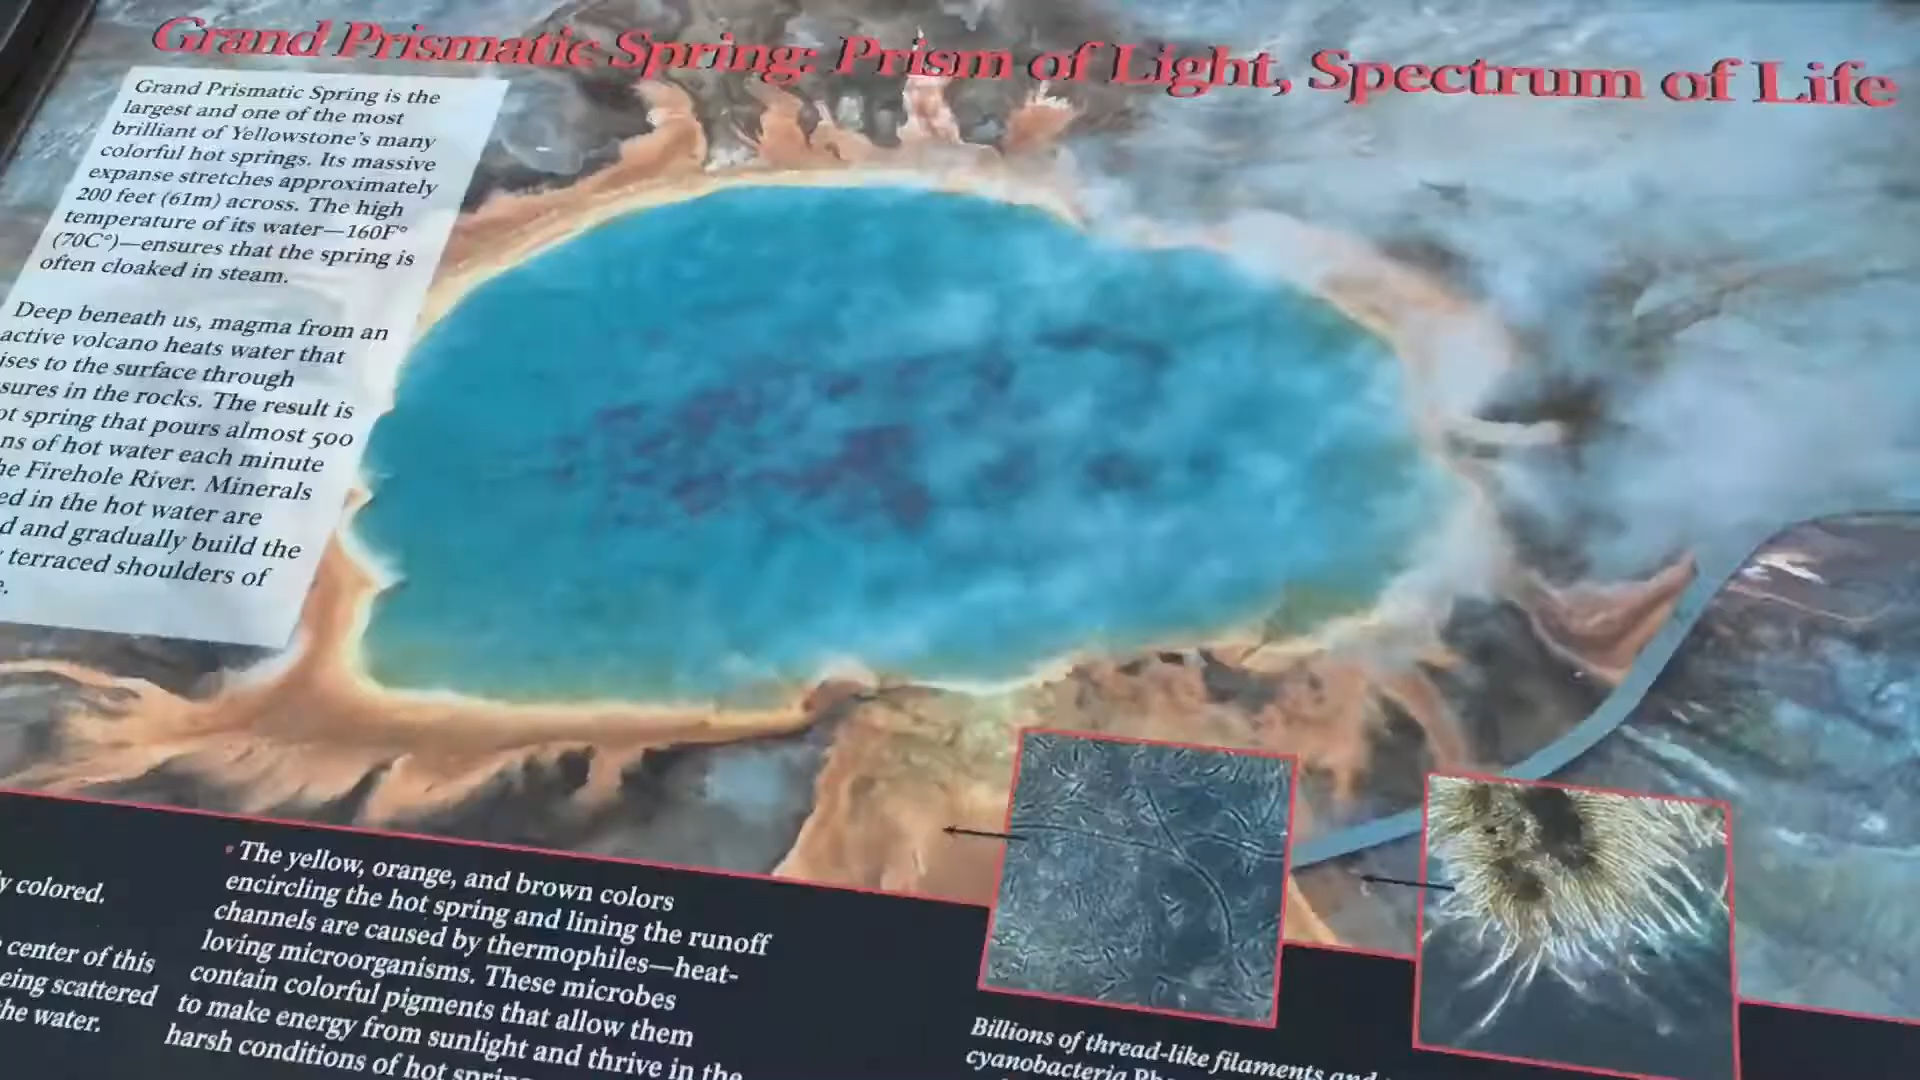 Grand Prismatic Spring: Prism of Light, Spectrum of Life
Grand Prismatic Spring is the
largest and one of the most
brilliant of Yellowstone's many
colorful hot springs. Its massive
expanse stretches approximately
200 feet (61m) across. The high
temperature of its water—160F°
(70C°)—ensures that the spring is
often cloaked in steam.
Deep beneath us, magma from an
active volcano heats water that
ises to the surface through
sures in the rocks. The result is
ot spring that pours almost 500
ns of hot water each minute
he Firehole River. Minerals
ed in the hot water are
d and gradually build the
terraced shoulders of
y colored.
center of this
eing scattered
he water.
The yellow, orange, and brown colors
encircling the hot spring and lining the runoff
channels are caused by thermophiles—heat-
loving microorganisms. These microbes
contain colorful pigments that allow them
to make energy from sunlight and thrive in the
harsh conditions of hot spring
Billions of thread-like filaments and
cyanobacteria